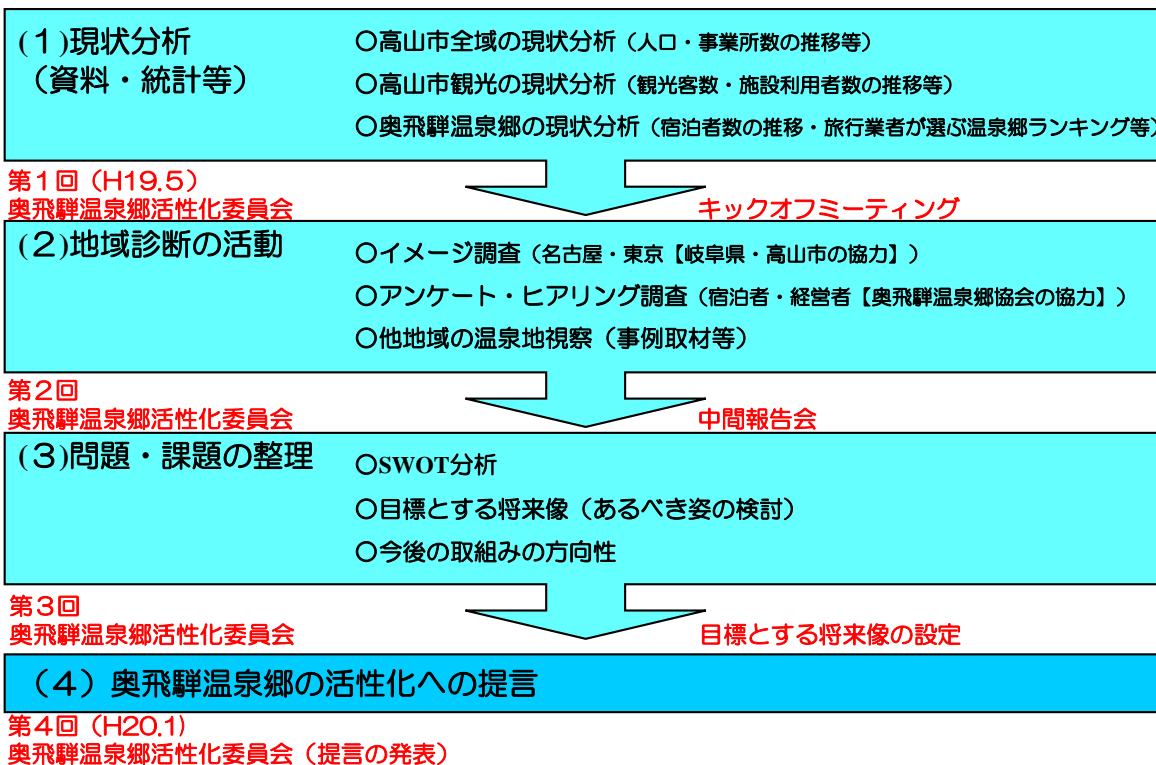 (１)現状分析
（資料・統計等）
〇高山市全域の現状分析（人口・事業所数の推移等）
〇高山市観光の現状分析（観光客数・施設利用者数の推移等）
〇奥飛騨温泉郷の現状分析（宿泊者数の推移・旅行業者が選ぶ温泉郷ランキング等）
第１回（H19.5）
奥飛騨温泉郷活性化委員会
キックオフミーティング
(２)地域診断の活動
〇イメージ調査（名古屋・東京【岐阜県・高山市の協力】）
〇アンケート・ヒアリング調査（宿泊者・経営者【奥飛騨温泉郷協会の協力】）
〇他地域の温泉地視察（事例取材等）
第２回
奥飛騨温泉郷活性化委員会
中間報告会
(３)問題・課題の整理
〇SWOT分析
〇目標とする将来像（あるべき姿の検討）
〇今後の取組みの方向性
第３回
奥飛騨温泉郷活性化委員会
目標とする将来像の設定
（４）奥飛騨温泉郷の活性化への提言
第４回（H20.1)
奥飛騨温泉郷活性化委員会（提言の発表）